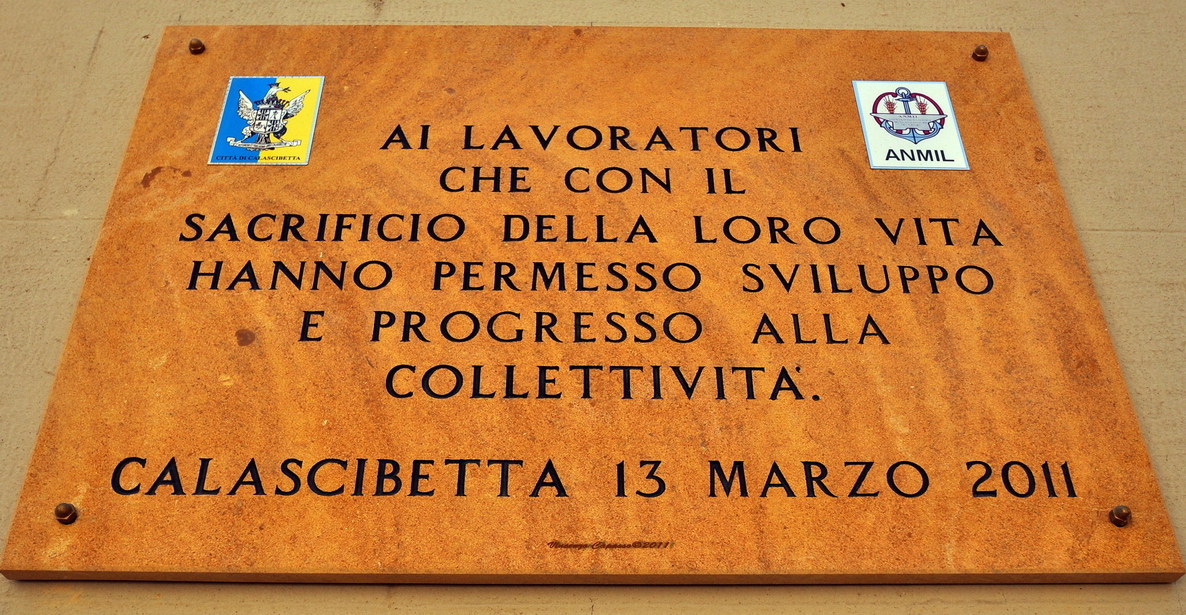 CITTÀ DI CALASCIBETTA
ANMIL
AI LAVORATORI
CHE CON IL
SACRIFICIO DELLA LORO VITA
HANNO PERMESSO SVILUPPO
E PROGRESSO ALLA
COLLETTIVITÀ.
CALASCIBETTA 13 MARZO 2011
©2011